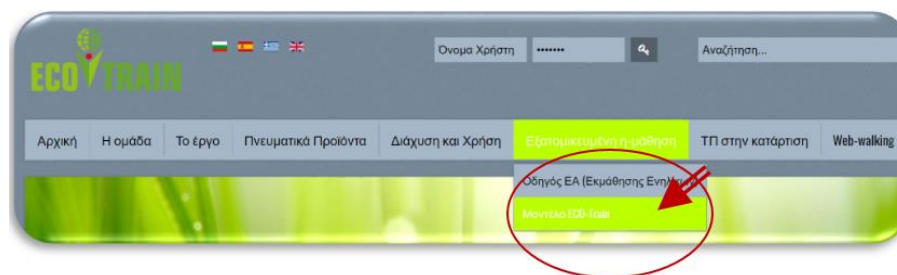 Όνομα Χρήστη ••••••• Αναζήτηση...
ECO TRAIN
Αρχική Η ομάδα Το έργο Πνευματικά Προϊόντα Διάχυση και Χρήση Εξατομικευμένη η-μάθηση ΤΠ στην κατάρτιση Web-walking
Οδηγός ΕΑ (Εκμάθησης
Μοντέλο ECO-Train